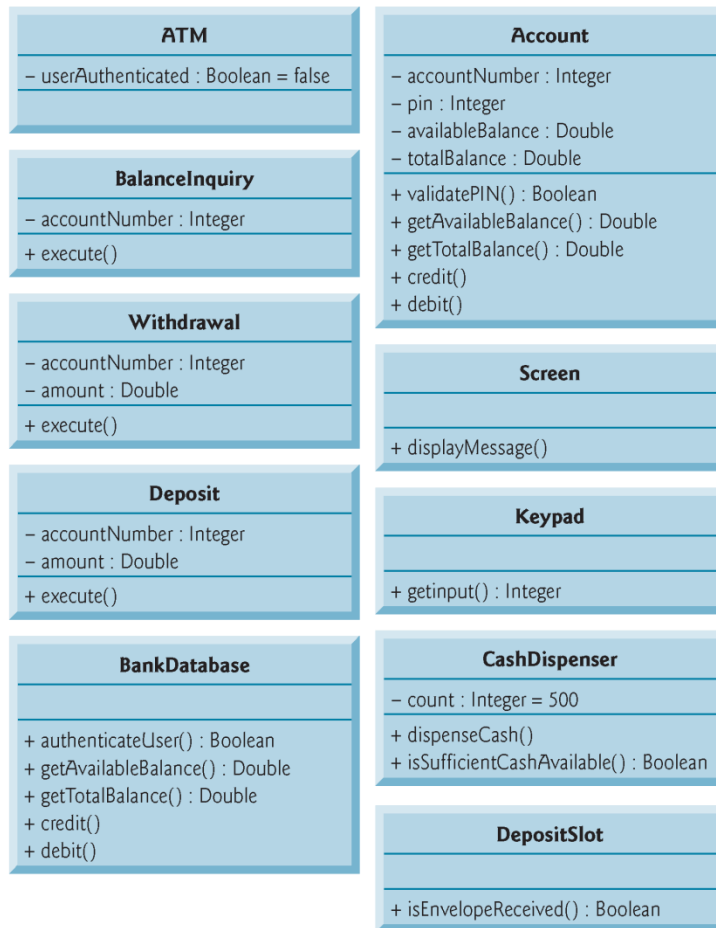 ATM
– userAuthenticated : Boolean = false
BalanceInquiry
– accountNumber : Integer
+ execute()
Withdrawal
– accountNumber : Integer
– amount : Double
+ execute()
Deposit
– accountNumber : Integer
– amount : Double
+ execute()
BankDatabase
+ authenticateUser() : Boolean
+ getAvailableBalance() : Double
+ getTotalBalance() : Double
+ credit()
+ debit()
Account
– accountNumber : Integer
– pin : Integer
– availableBalance : Double
– totalBalance : Double
+ validatePIN() : Boolean
+ getAvailableBalance() : Double
+ getTotalBalance() : Double
+ credit()
+ debit()
Screen
+ displayMessage()
Keypad
+ getinput() : Integer
CashDispenser
– count : Integer = 500
+ dispenseCash()
+ isSufficientCashAvailable() : Boolean
DepositSlot
+ isEnvelopeReceived() : Boolean